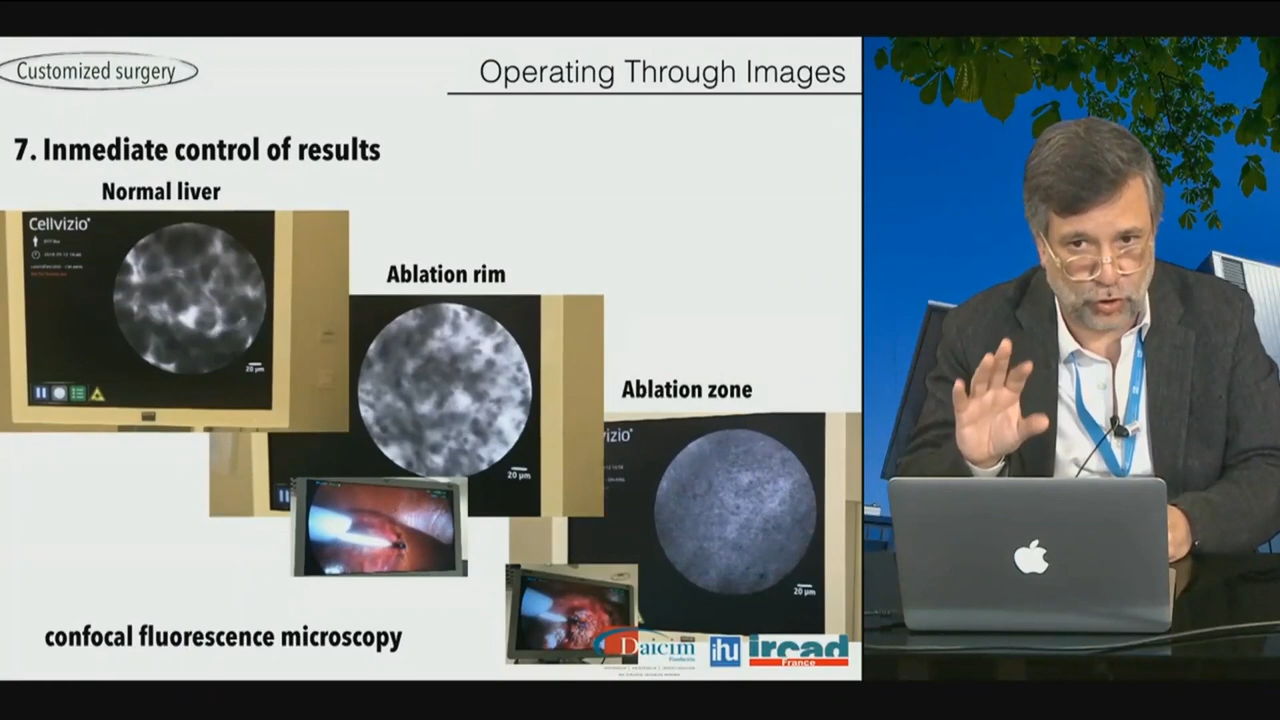 Customized surgery
Operating Through Images
7. Inmediate control of results
Normal liver
Cellvizio
20 µm
Ablation rim
20 µm
Ablation zone
izio
20 µm
confocal fluorescence microscopy
Daicim
ihu
ircad
France